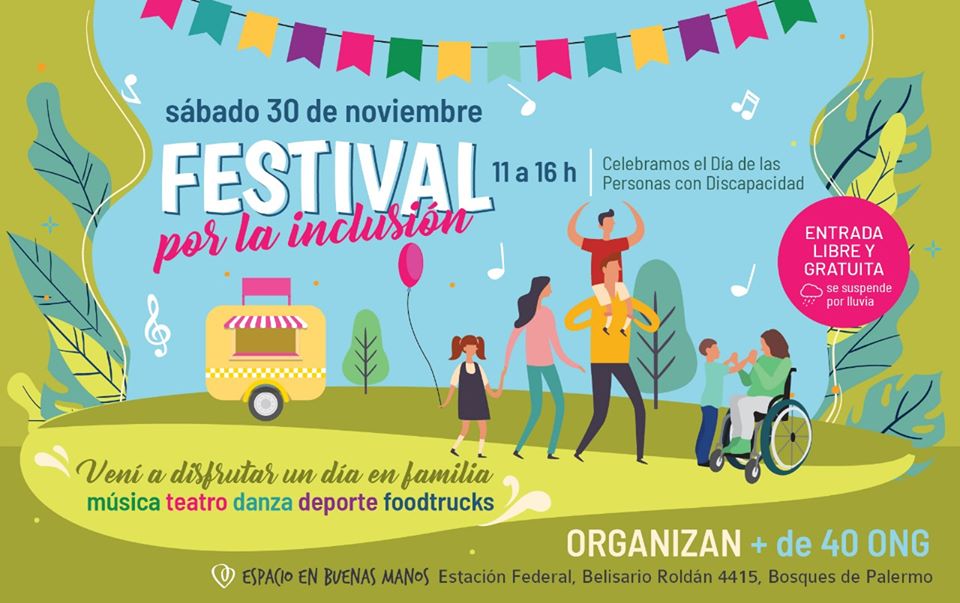 sábado 30 de noviembre
FESTIVAL
por la inclusión
11 a 16 h
Celebramos el Día de las
Personas con Discapacidad
ENTRADA
LIBRE Y
GRATUITA
se suspende
por lluvia
Vení a disfrutar un día en familia
música teatro danza deporte foodtrucks
ORGANIZAN + de 40 ONG
ESPACIO EN BUENAS MANOS Estación Federal, Belisario Roldán 4415, Bosques de Palermo